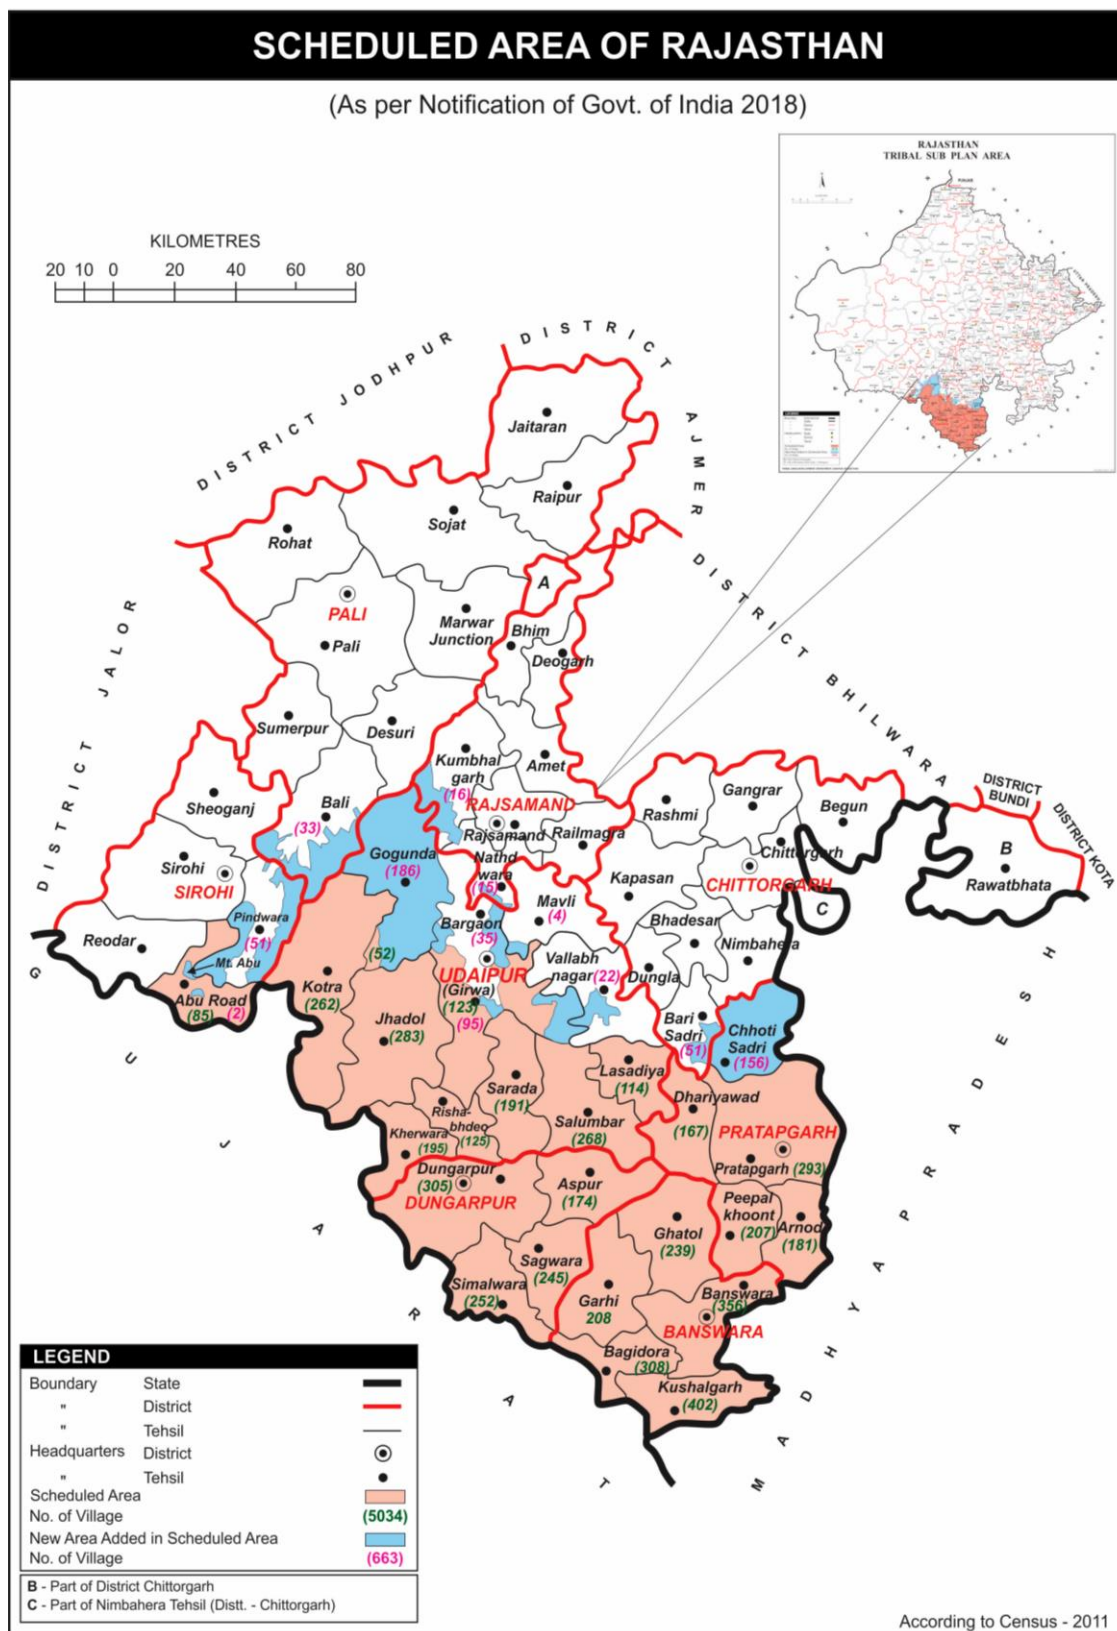 SCHEDULED AREA OF RAJASTHAN
(As per Notification of Govt. of India 2018)
RAJASTHAN
TRIBAL SUB PLAN AREA
KILOMETRES
20 10 0 20 40 60 80
DISTRICT JODHPUR
DISTRICT AJMER
DISTRICT BHILWARA
DISTRICT
BUNDI
DISTRICT KOTA
DISTRICT JALOR
GUJARAT
MADHYA PRADESH
Jaitaran
Raipur
Sojat
Rohat
A
PALI
Pali
Marwar
Junction
Bhim
Deogarh
Sumerpur
Desuri
Kumbhal
garh
(16)
Amet
Sheoganj
Bali
(33)
RAJSAMAND
Rajsamand
Railmagra
Rashmi
Gangrar
Begun
Sirohi
SIROHI
Gogunda
(186)
Nathd
wara
(15)
Kapasan
Chittorgarh
CHITTORGARH
B
Rawatbhata
C
Pindwara
(51)
Reodar
Mt. Abu
Abu Road
(85) (2)
Bargaon
(35)
Mavli
(4)
Bhadesar
Nimbahera
(52)
UDAIPUR
(Girwa)
(123)
(95)
Vallabh
nagar
(22)
Dungla
Kotra
(262)
Jhadol
(283)
Bari
Sadri
(51)
Chhoti
Sadri
(156)
Lasadiya
(114)
Sarada
(191)
Salumbar
(268)
Dhariyawad
(167)
Risha-
bhdeo
(125)
Kherwara
(195)
PRATAPGARH
Pratapgarh (293)
Dungarpur
(305)
DUNGARPUR
Aspur
(174)
Peepal
khoont
(207)
Arnod
(181)
Ghatol
(239)
Sagwara
(245)
Simalwara
(252)
Garhi
208
Banswara
(356)
BANSWARA
Bagidora
(308)
Kushalgarh
(402)
LEGEND
Boundary State
" District
" Tehsil
Headquarters District
" Tehsil
Scheduled Area
No. of Village (5034)
New Area Added in Scheduled Area
No. of Village (663)
B - Part of District Chittorgarh
C - Part of Nimbahera Tehsil (Distt. - Chittorgarh)
According to Census - 2011